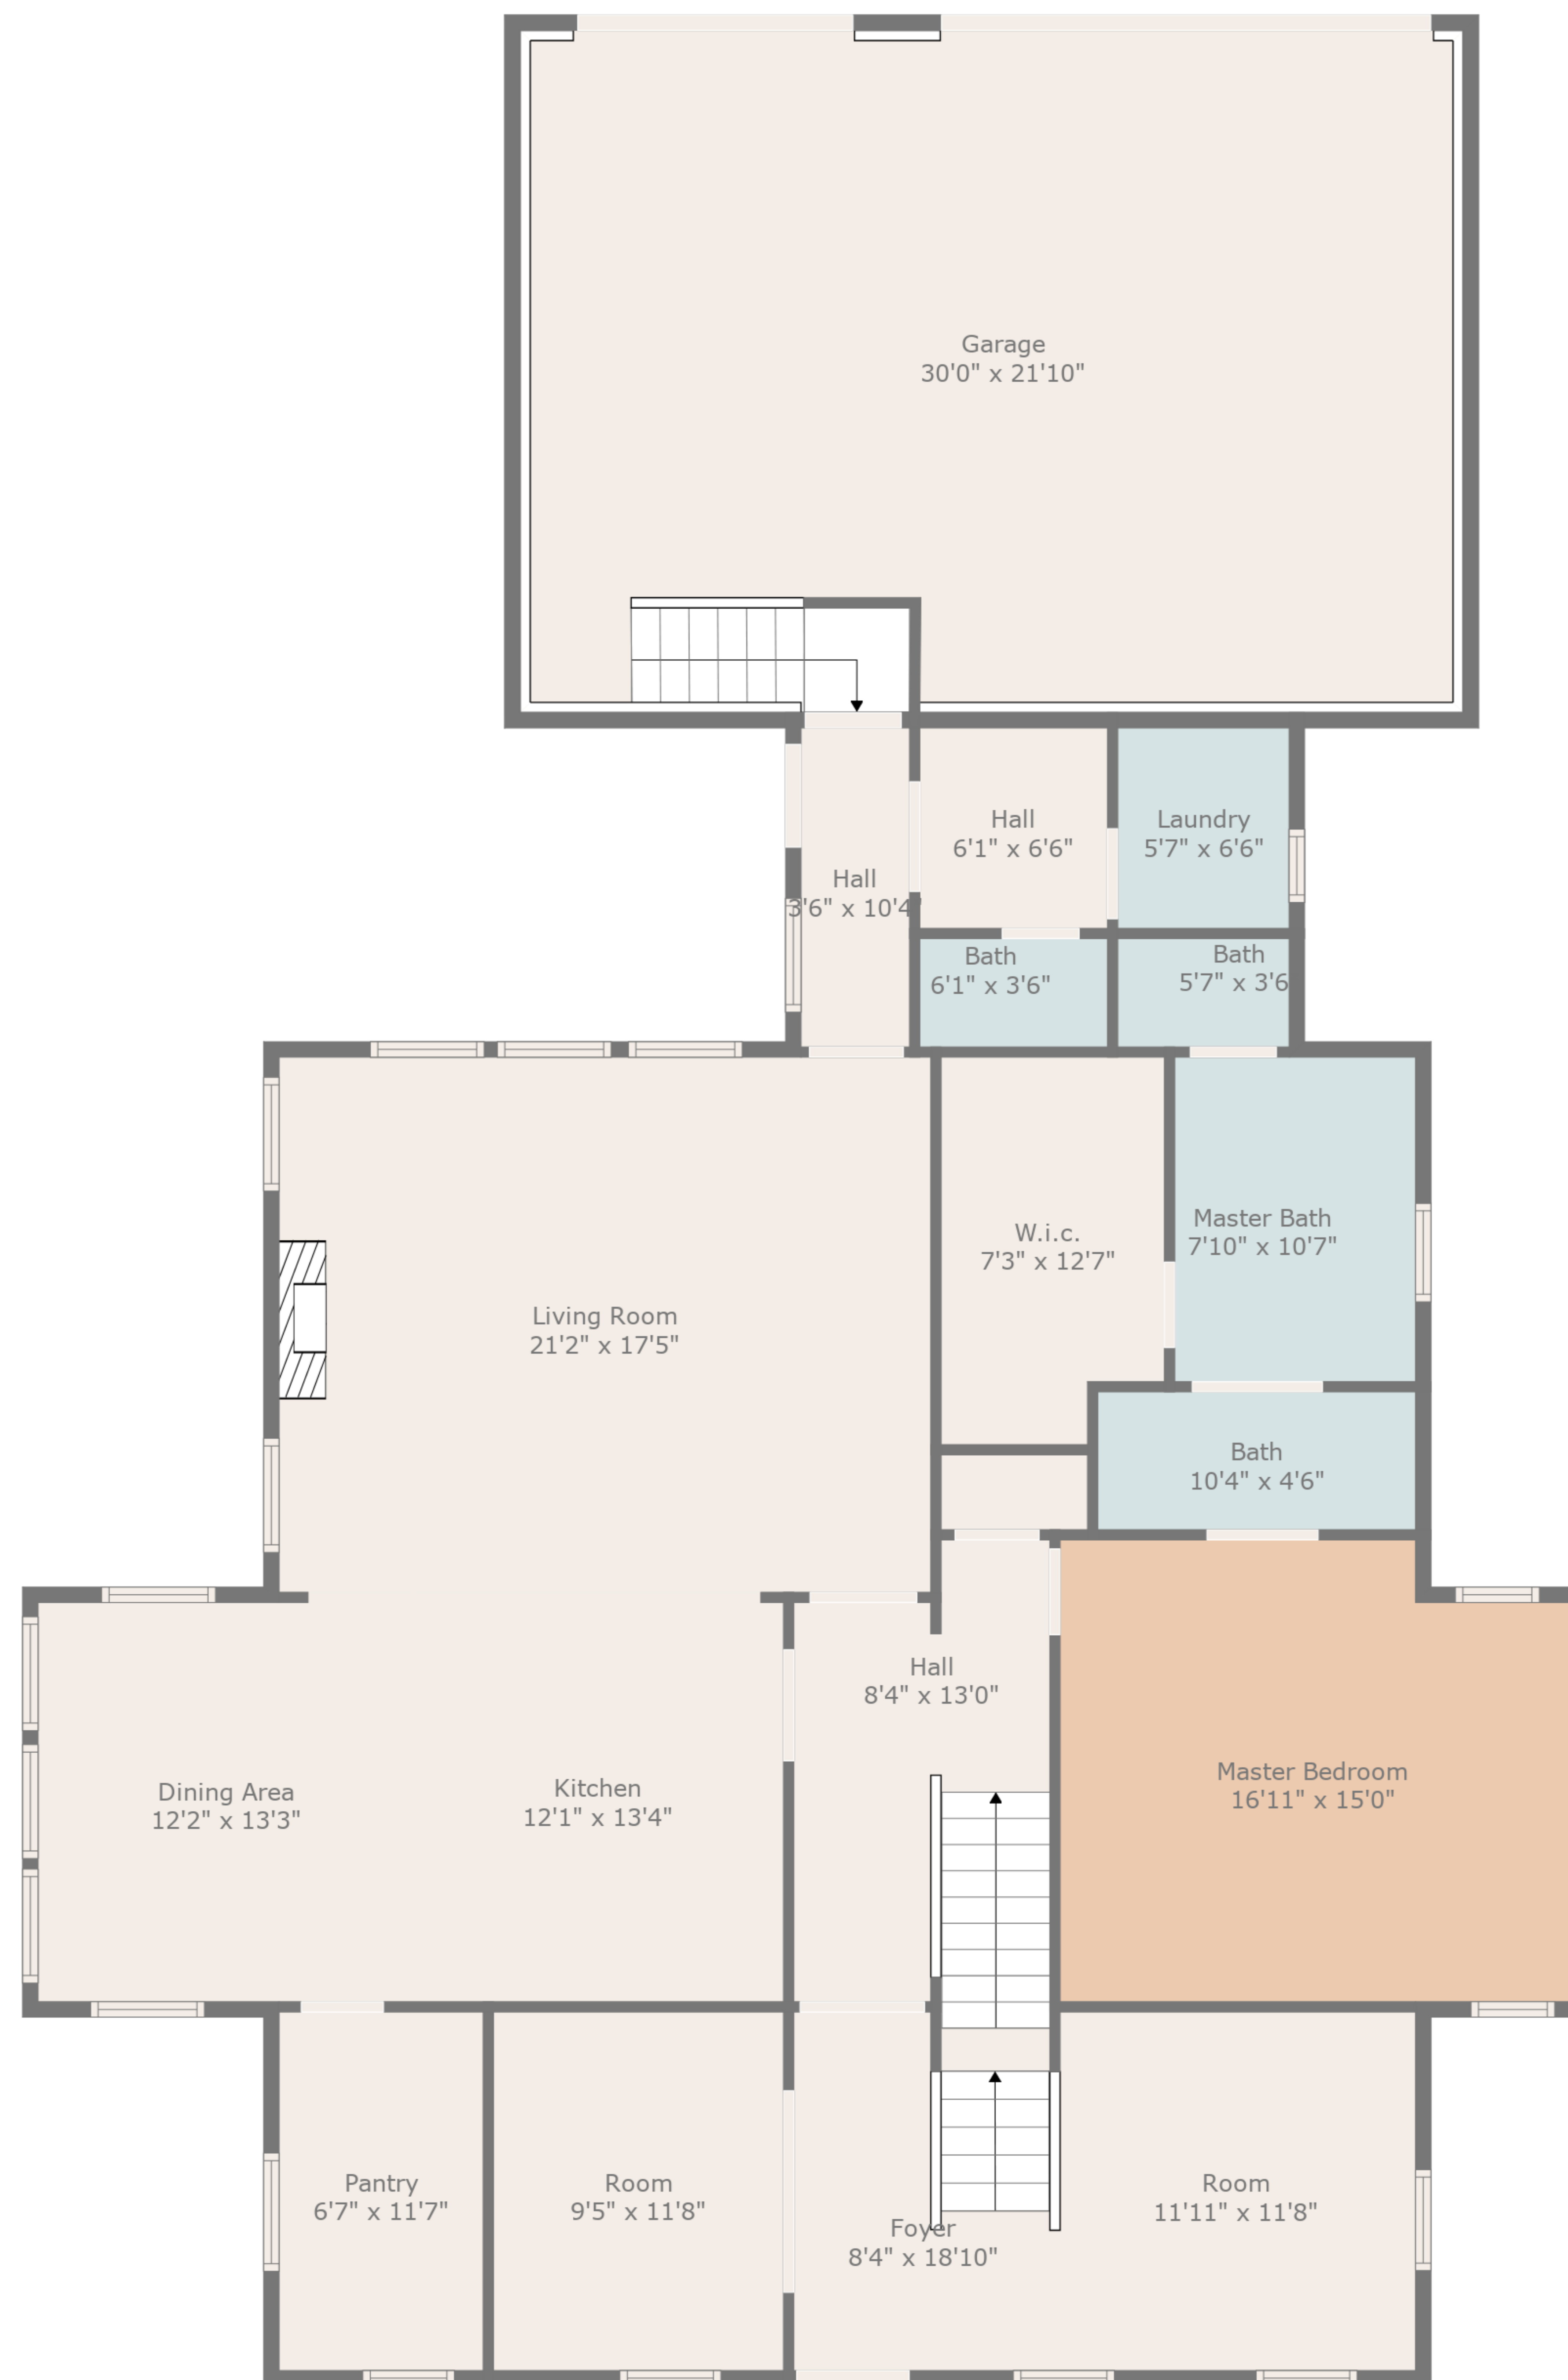 Garage
30'0" x 21'10"
Hall
6'1" x 6'6"
Laundry
5'7" x 6'6"
Hall
3'6" x 10'4"
Bath
6'1" x 3'6"
Bath
5'7" x 3'6
W.i.c.
7'3" x 12'7"
Master Bath
7'10" x 10'7"
Living Room
21'2" x 17'5"
Bath
10'4" x 4'6"
Hall
8'4" x 13'0"
Dining Area
12'2" x 13'3"
Kitchen
12'1" x 13'4"
Master Bedroom
16'11" x 15'0"
Pantry
6'7" x 11'7"
Room
9'5" x 11'8"
Foyer
8'4" x 18'10"
Room
11'11" x 11'8"